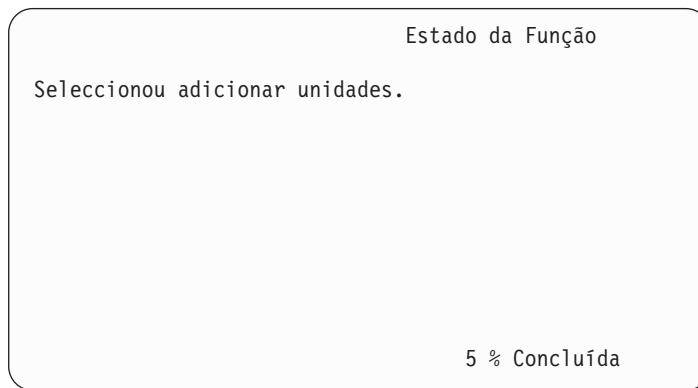 Estado da Função
Seleccionou adicionar unidades.
5 % Concluída